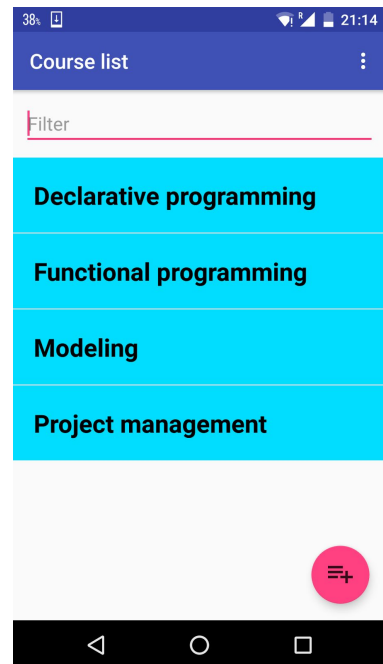 38% R 21:14
Course list
Filter
Declarative programming
Functional programming
Modeling
Project management